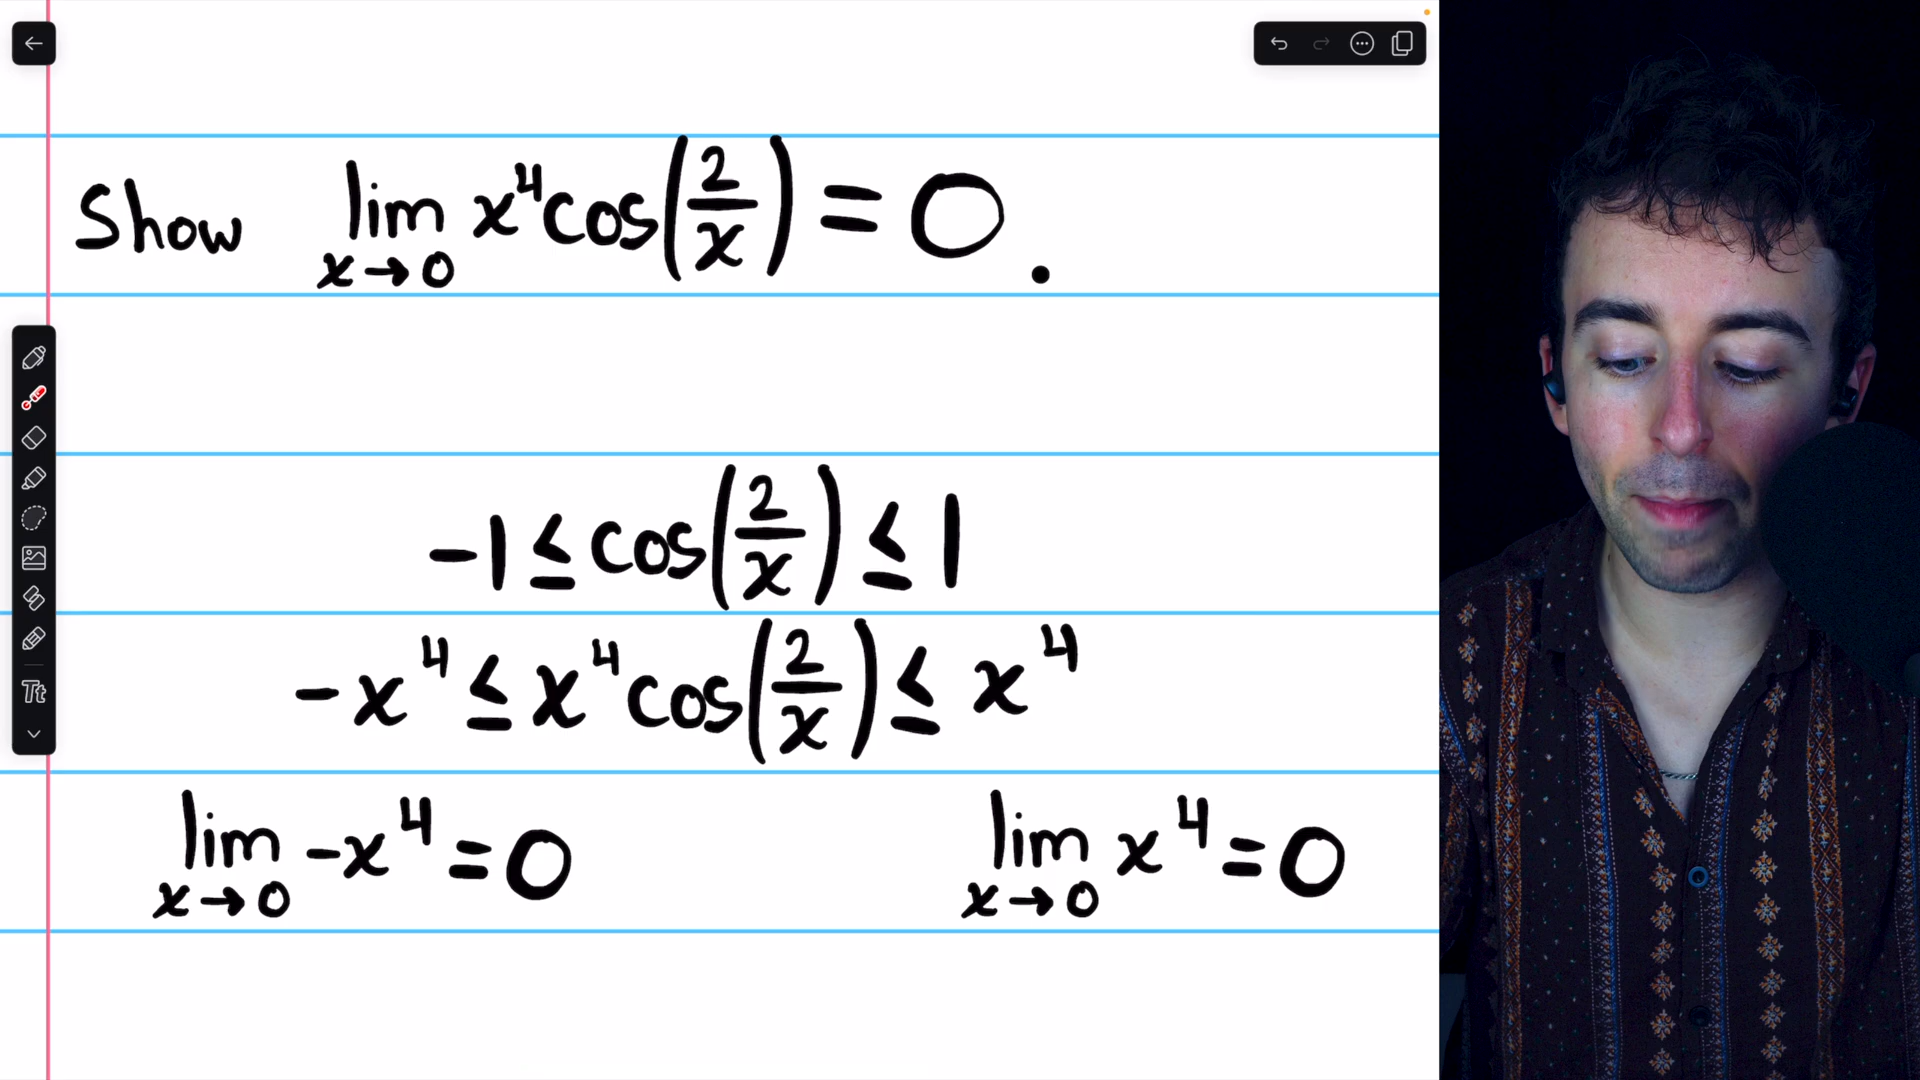 Show lim x→0 x⁴cos(2/x) = 0.
-1 ≤ cos(2/x) ≤ 1
-x⁴ ≤ x⁴cos(2/x) ≤ x⁴
lim x→0 -x⁴ = 0 lim x→0 x⁴ = 0
Tt